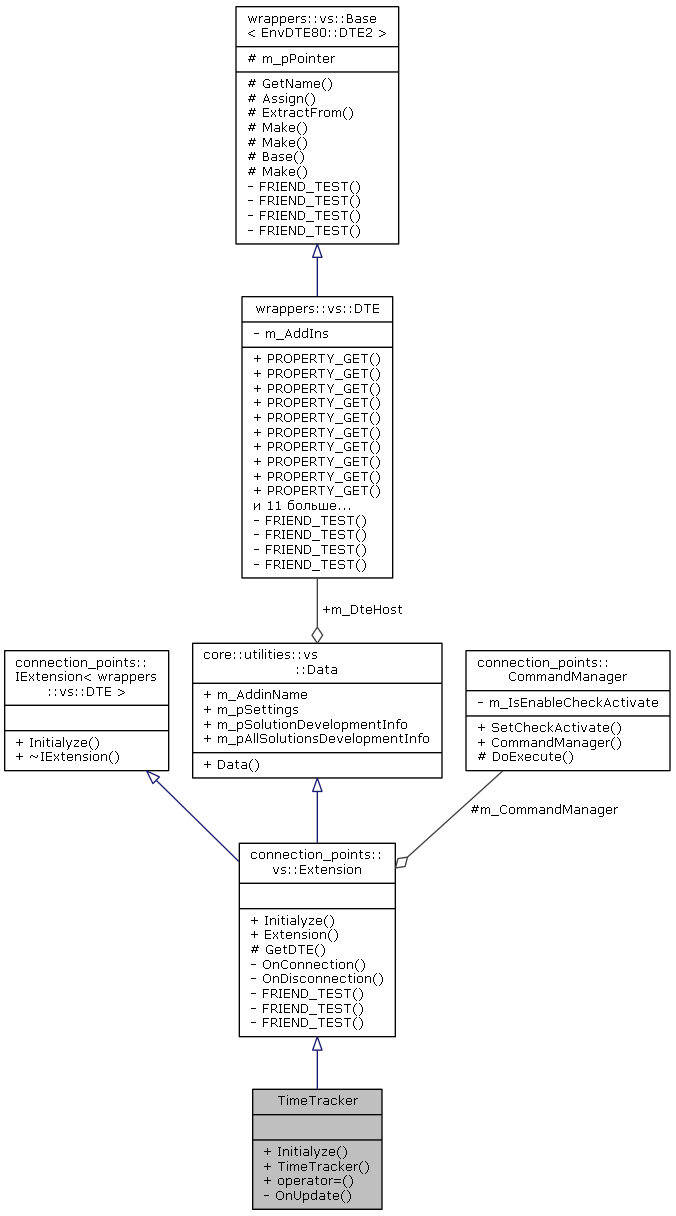 wrappers::vs::Base
< EnvDTE80::DTE2 >
# m_pPointer
# GetName()
# Assign()
# ExtractFrom()
# Make()
# Make()
# Base()
# Make()
- FRIEND_TEST()
- FRIEND_TEST()
- FRIEND_TEST()
- FRIEND_TEST()
wrappers::vs::DTE
- m_AddIns
+ PROPERTY_GET()
+ PROPERTY_GET()
+ PROPERTY_GET()
+ PROPERTY_GET()
+ PROPERTY_GET()
+ PROPERTY_GET()
+ PROPERTY_GET()
+ PROPERTY_GET()
+ PROPERTY_GET()
+ PROPERTY_GET()
и 11 больше...
- FRIEND_TEST()
- FRIEND_TEST()
- FRIEND_TEST()
- FRIEND_TEST()
+m_DteHost
connection_points::
IExtension< wrappers
::vs::DTE >
+ Initialyze()
+ ~IExtension()
core::utilities::vs
::Data
+ m_AddinName
+ m_pSettings
+ m_pSolutionDevelopmentInfo
+ m_pAllSolutionsDevelopmentInfo
+ Data()
connection_points::
CommandManager
- m_IsEnableCheckActivate
+ SetCheckActivate()
+ CommandManager()
# DoExecute()
#m_CommandManager
connection_points::
vs::Extension
+ Initialyze()
+ Extension()
# GetDTE()
- OnConnection()
- OnDisconnection()
- FRIEND_TEST()
- FRIEND_TEST()
- FRIEND_TEST()
TimeTracker
+ Initialyze()
+ TimeTracker()
+ operator=()
- OnUpdate()